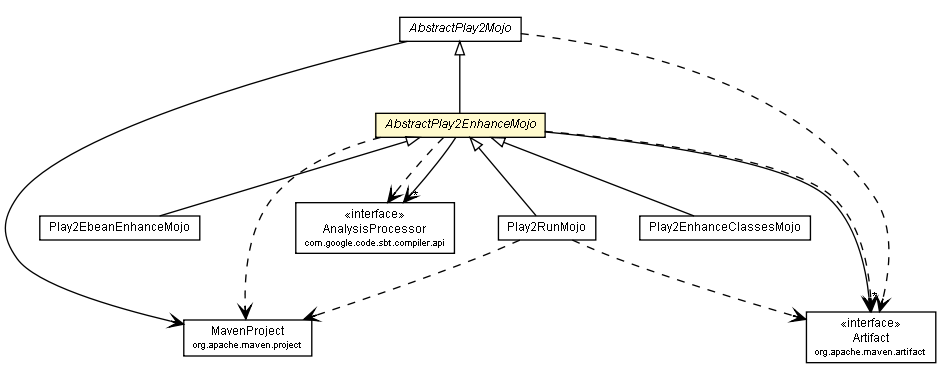 AbstractPlay2Mojo
AbstractPlay2EnhanceMojo
*
Play2EbeanEnhanceMojo
«interface»
AnalysisProcessor
com.google.code.sbt.compiler.api
Play2RunMojo
Play2EnhanceClassesMojo
*
MavenProject
org.apache.maven.project
«interface»
Artifact
org.apache.maven.artifact